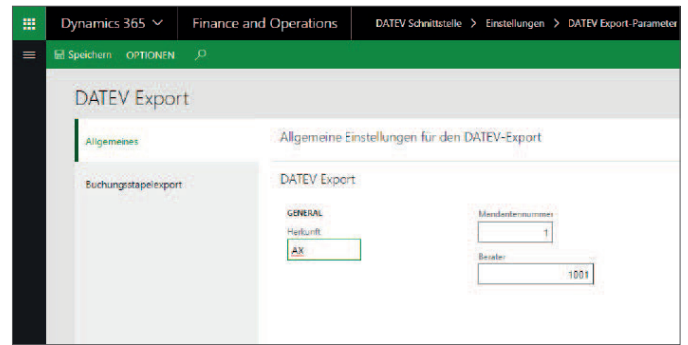 Dynamics 365 Finance and Operations DATEV Schnittstelle > Einstellungen > DATEV Export-Parameter
Speichern OPTIONEN
DATEV Export
Allgemeines
Buchungsstapelexport
Allgemeine Einstellungen für den DATEV-Export
DATEV Export
GENERAL
Herkunft
AX
Mandantennummer
1
Berater
1001